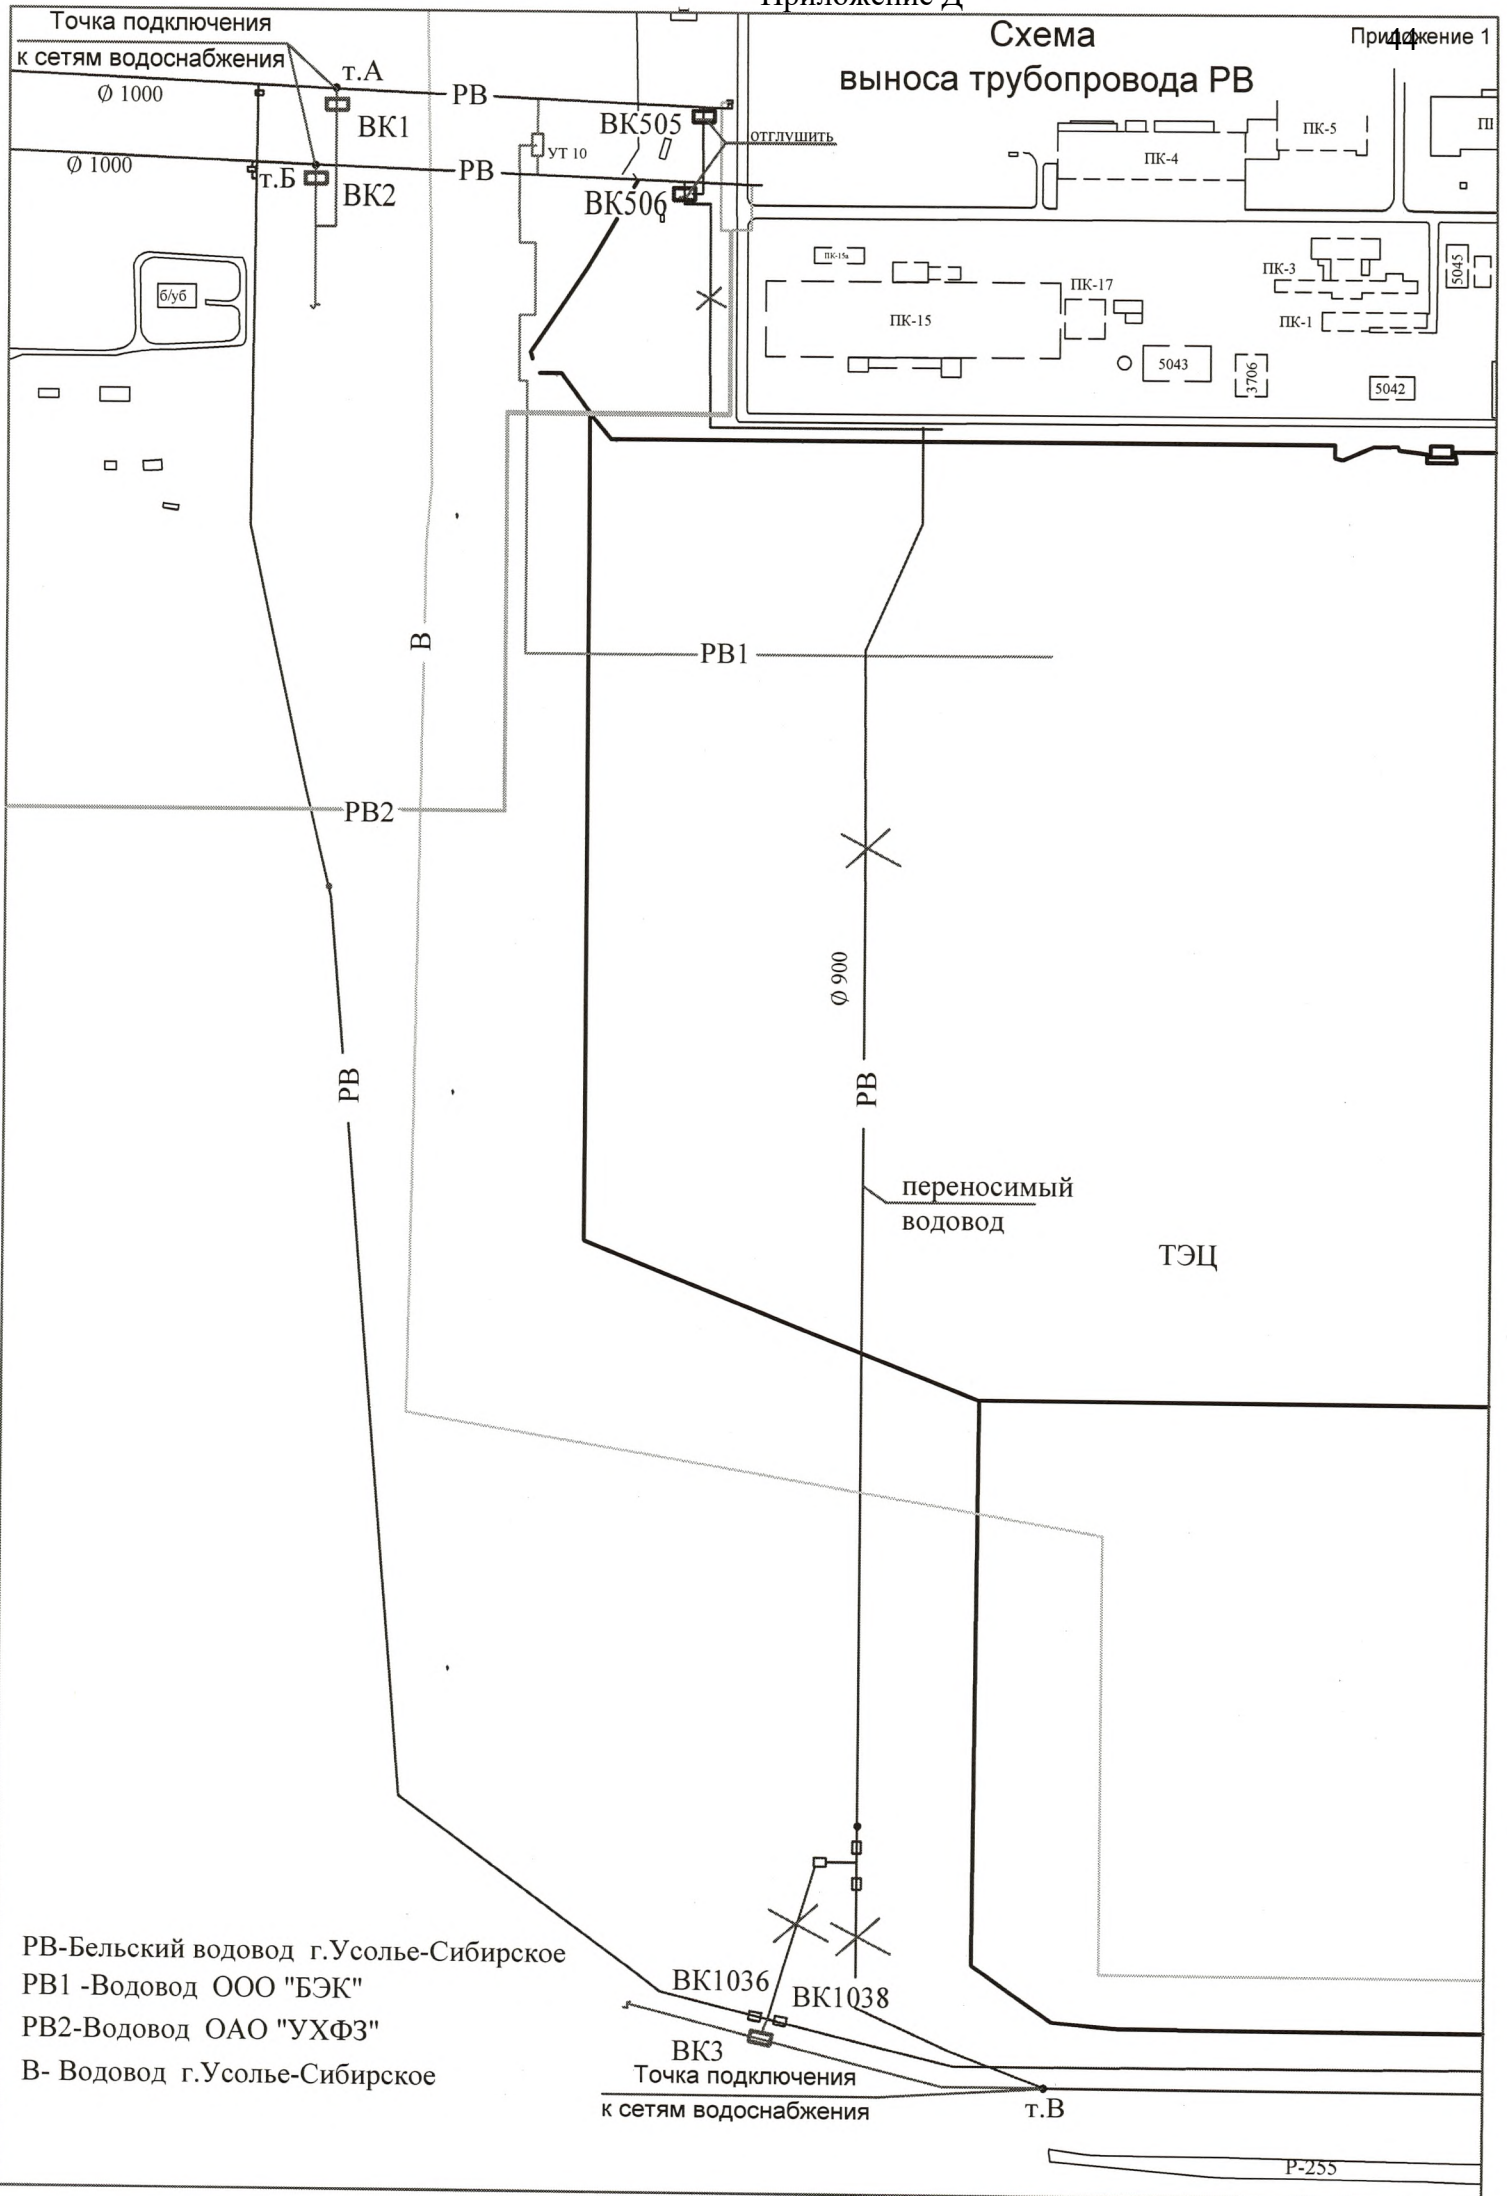 Приложение Д
44
Приложение 1
Схема
выноса трубопровода РВ
Точка подключения
к сетям водоснабжения
т.А
Ø 1000
РВ
ВК1
ВК505
отглушить
УТ 10
Ø 1000
т.Б
РВ
ВК2
ВК506
ПК-4
ПК-5
б/уб
ПК-15а
ПК-15
ПК-17
ПК-3
ПК-1
5045
5043
3706
5042
В
РВ1
РВ2
Ø 900
РВ
РВ
переносимый
водовод
ТЭЦ
РВ-Бельский водовод г.Усолье-Сибирское
РВ1 -Водовод ООО "БЭК"
РВ2-Водовод ОАО "УХФЗ"
В- Водовод г.Усолье-Сибирское
ВК1036
ВК1038
ВК3
Точка подключения
к сетям водоснабжения
т.В
Р-255